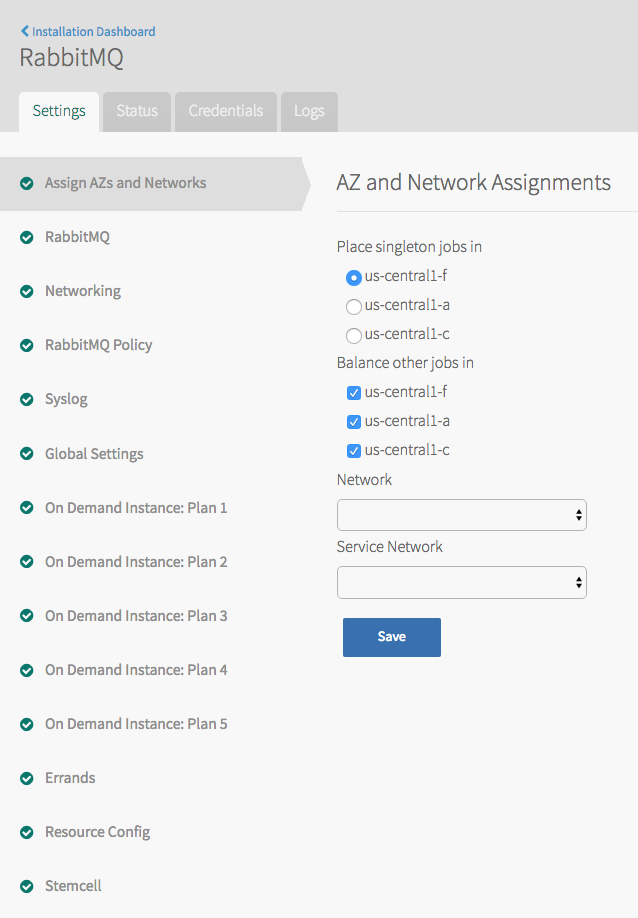 Installation Dashboard
RabbitMQ
Settings Status Credentials Logs
Assign AZs and Networks
RabbitMQ
Networking
RabbitMQ Policy
Syslog
Global Settings
On Demand Instance: Plan 1
On Demand Instance: Plan 2
On Demand Instance: Plan 3
On Demand Instance: Plan 4
On Demand Instance: Plan 5
Errands
Resource Config
Stemcell
AZ and Network Assignments
Place singleton jobs in
us-central1-f
us-central1-a
us-central1-c
Balance other jobs in
us-central1-f
us-central1-a
us-central1-c
Network
Service Network
Save